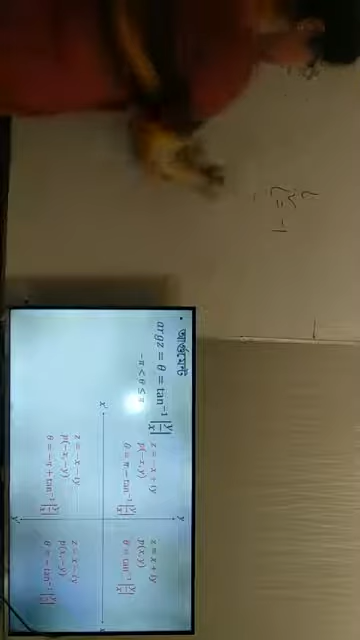 • আর্গুমেন্ট
arg z = θ = tan⁻¹ |y/x|
-π < θ ≤ π
y
z = -x + iy
p(-x, y)
θ = π - tan⁻¹ |y/x|
z = x + iy
p(x, y)
θ = tan⁻¹ |y/x|
x'
x
z = -x - iy
p(-x, -y)
θ = -π + tan⁻¹ |y/x|
z = x - iy
p(x, -y)
θ = - tan⁻¹ |y/x|
y'